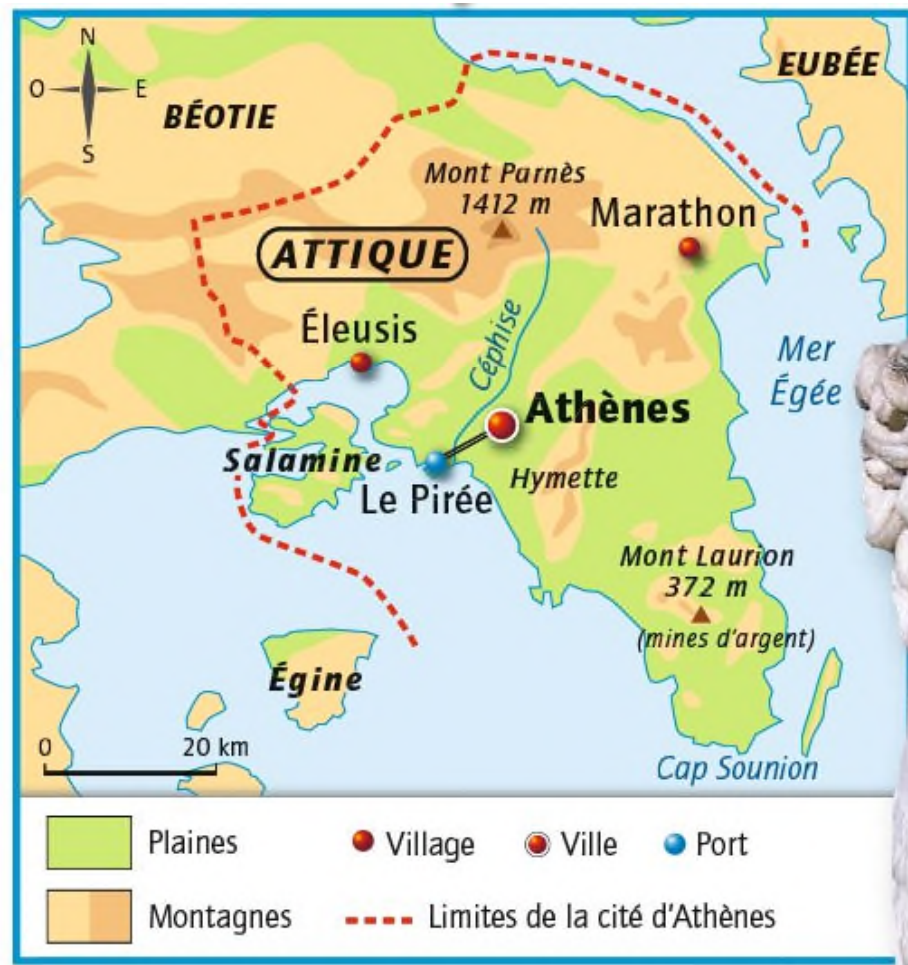 N
O
E
S
BÉOTIE
EUBÉE
Mont Parnès
1412 m
Marathon
ATTIQUE
Éleusis
Céphise
Mer
Égée
Athènes
Salamine
Le Pirée
Hymette
Mont Laurion
372 m
(mines d'argent)
Égine
0
20 km
Cap Sounion
Plaines
Village
Ville
Port
Montagnes
Limites de la cité d'Athènes